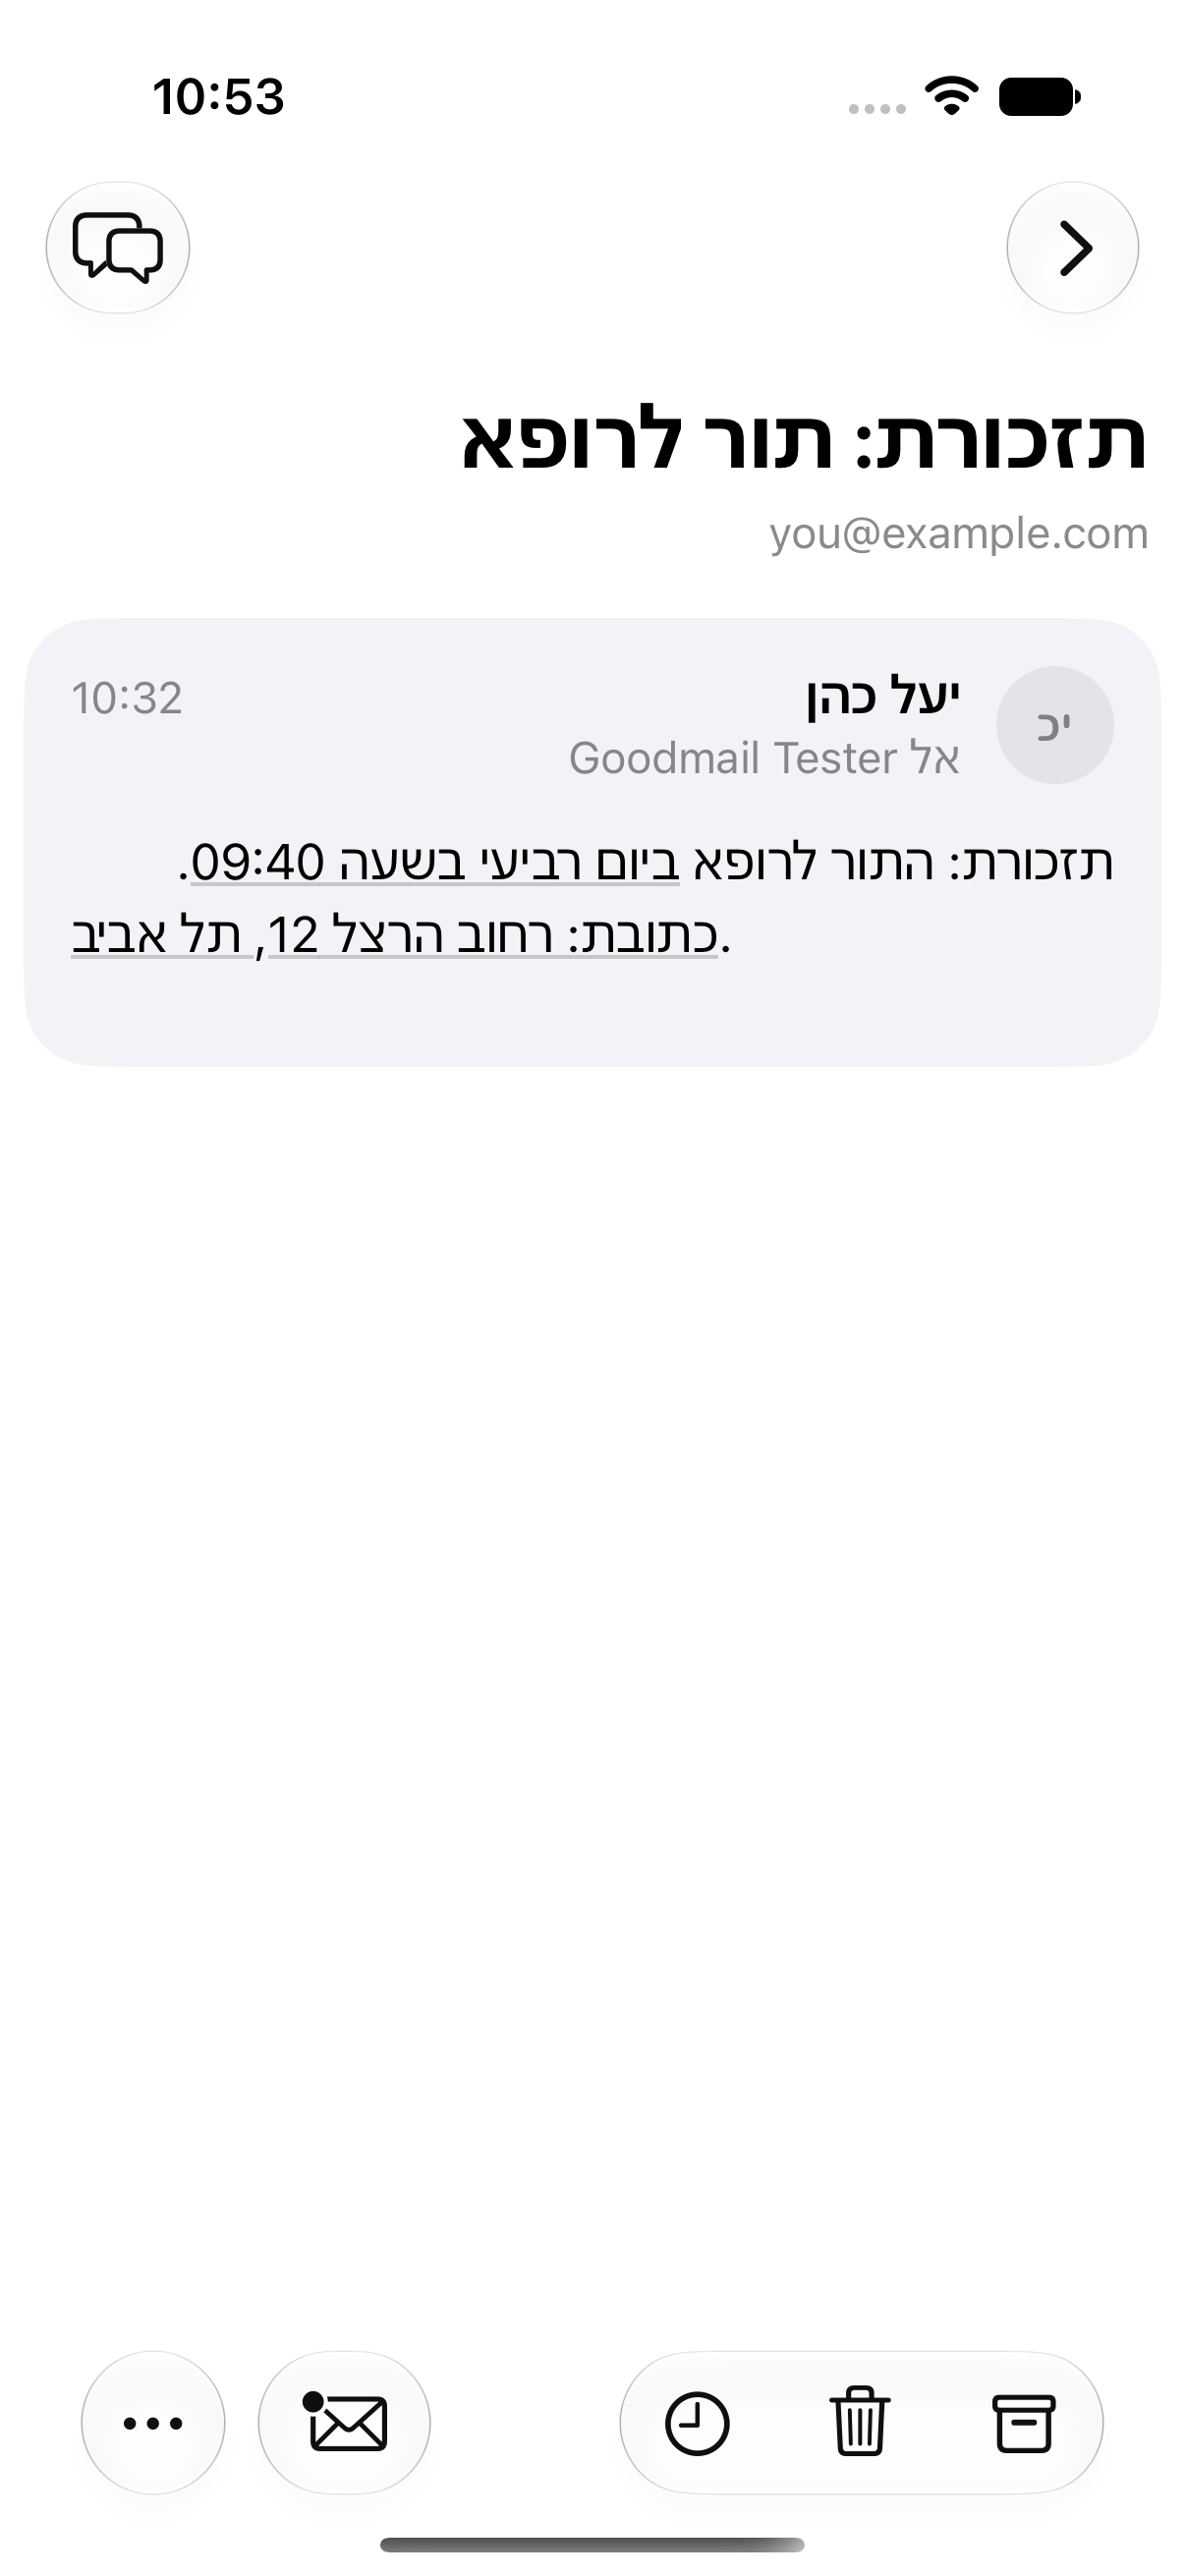 10:53
תזכורת: תור לרופא
you@example.com
יכ
יעל כהן
10:32
אל Goodmail Tester
תזכורת: התור לרופא ביום רביעי בשעה 09:40.
כתובת: רחוב הרצל 12, תל אביב.